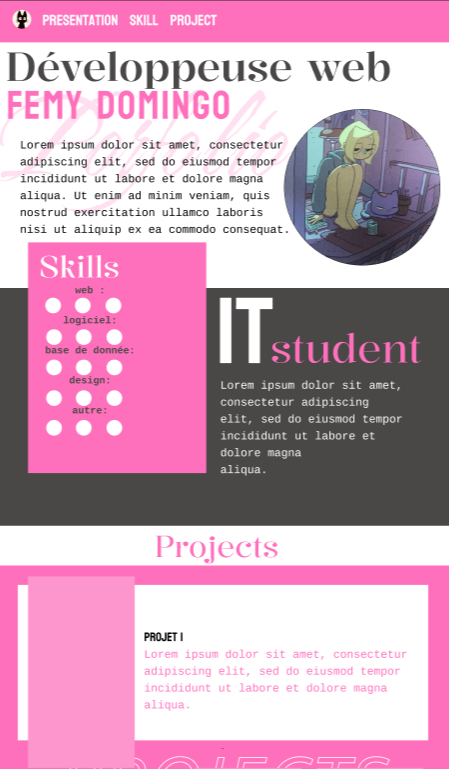 PRESENTATION SKILL PROJECT
Développeuse web
FEMY DOMINGO
Portfolio
Lorem ipsum dolor sit amet, consectetur
adipiscing elit, sed do eiusmod tempor
incididunt ut labore et dolore magna
aliqua. Ut enim ad minim veniam, quis
nostrud exercitation ullamco laboris
nisi ut aliquip ex ea commodo consequat.
Skills
web :
logiciel:
base de donnée:
design:
autre:
IT
student
Lorem ipsum dolor sit amet,
consectetur adipiscing
elit, sed do eiusmod tempor
incididunt ut labore et
dolore magna
aliqua.
Projects
PROJET I
Lorem ipsum dolor sit amet, consectetur
adipiscing elit, sed do eiusmod tempor
incididunt ut labore et dolore magna
aliqua.
PROJECTS